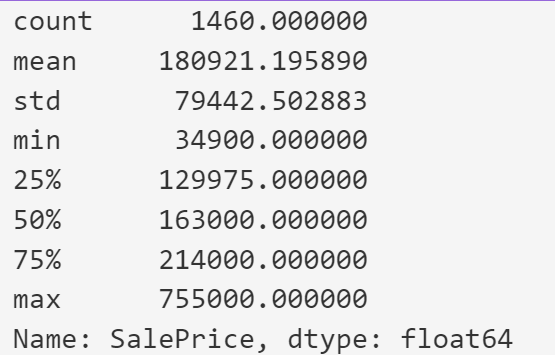 count 1460.000000
mean 180921.195890
std 79442.502883
min 34900.000000
25% 129975.000000
50% 163000.000000
75% 214000.000000
max 755000.000000
Name: SalePrice, dtype: float64